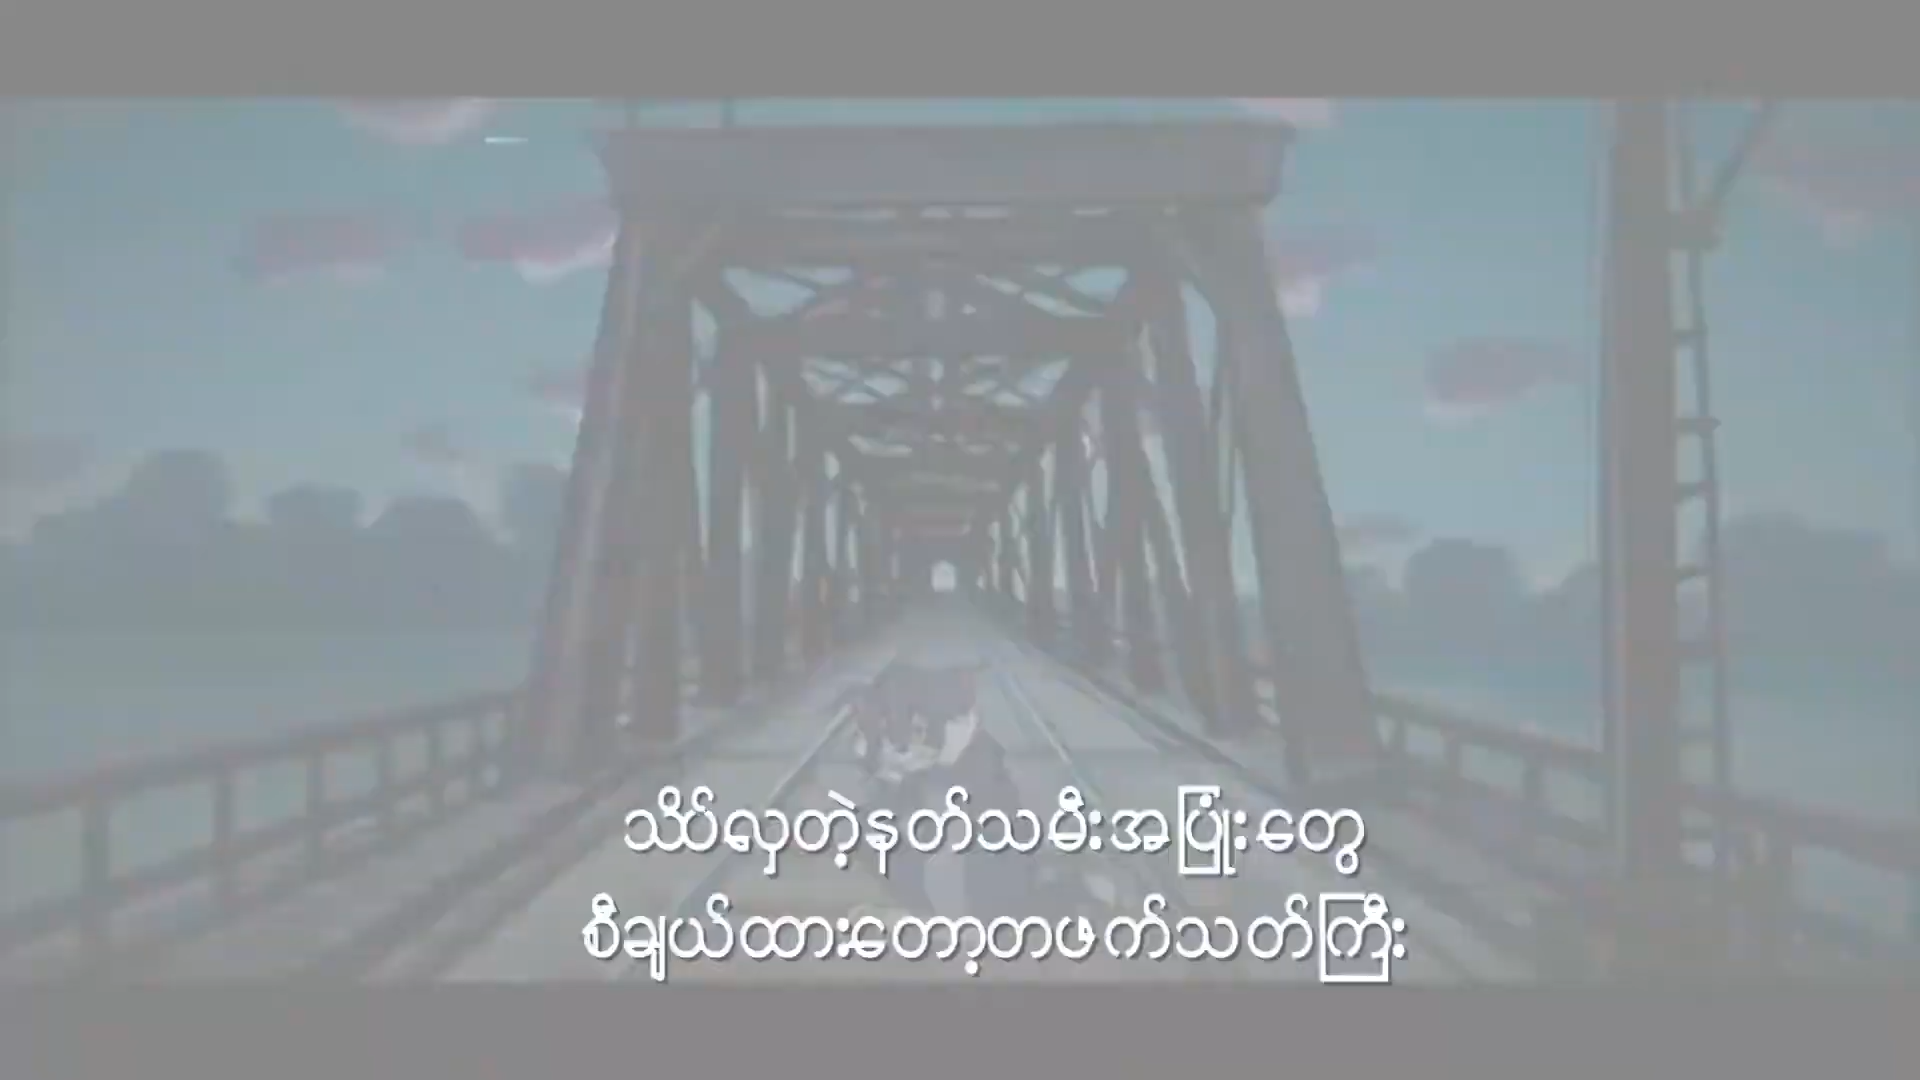 သိပ်လှတဲ့နတ်သမီးအပြုံးတွေ
စီချယ်ထားတော့တဖက်သတ်ကြီး